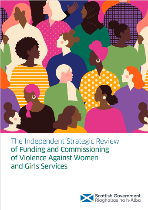 The Independent Strategic Review
of Funding and Commissioning
of Violence Against Women
and Girls Services
Scottish Government
Riaghaltas na h-Alba